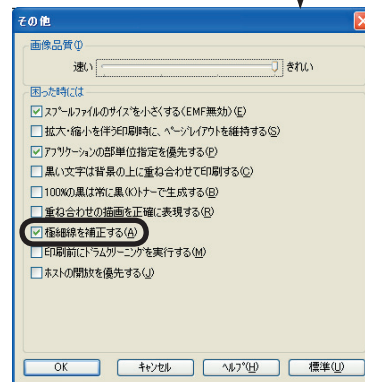 その他
画像品質(I)
速い きれい
困った時には
スプールファイルのサイズを小さくする(EMF無効)(E)
拡大・縮小を伴う印刷時に、ページレイアウトを維持する(S)
アプリケーションの部単位指定を優先する(P)
黒い文字は背景の上に重ね合わせて印刷する(C)
100%の黒は常に黒(K)トナーで生成する(B)
重ね合わせの描画を正確に表現する(R)
極細線を補正する(A)
印刷前にドラムクリーニングを実行する(M)
ホストの開放を優先する(J)
OK キャンセル ヘルプ(H) 標準(U)